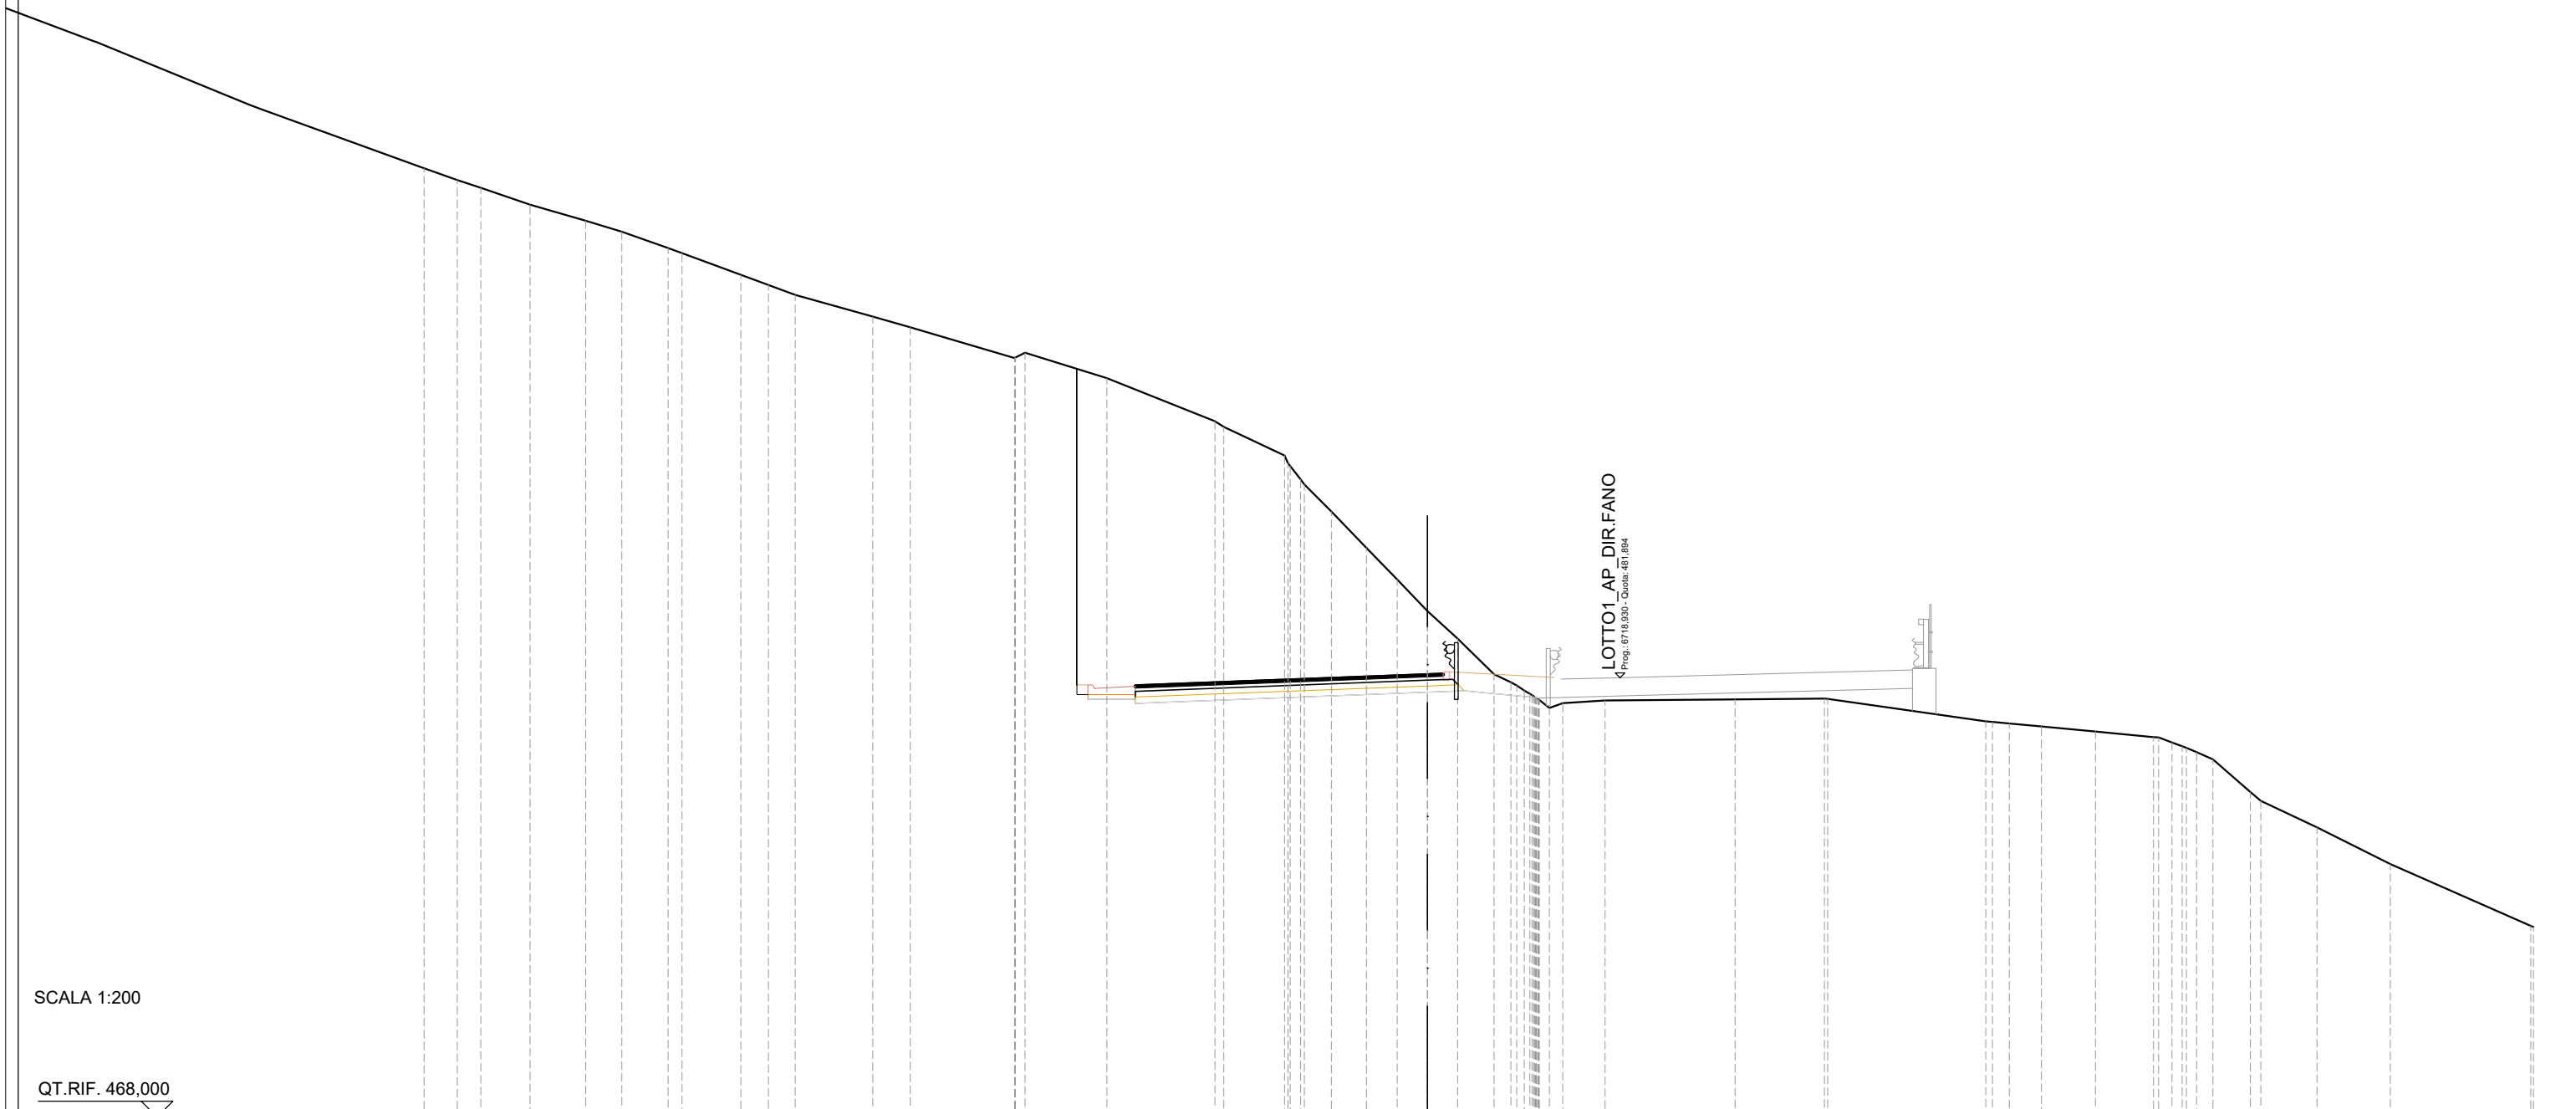 LOTTO1_AP_DIR.FANO
Prog.: 6718,930 - Quota: 481,894
SCALA 1:200
QT.RIF. 468,000